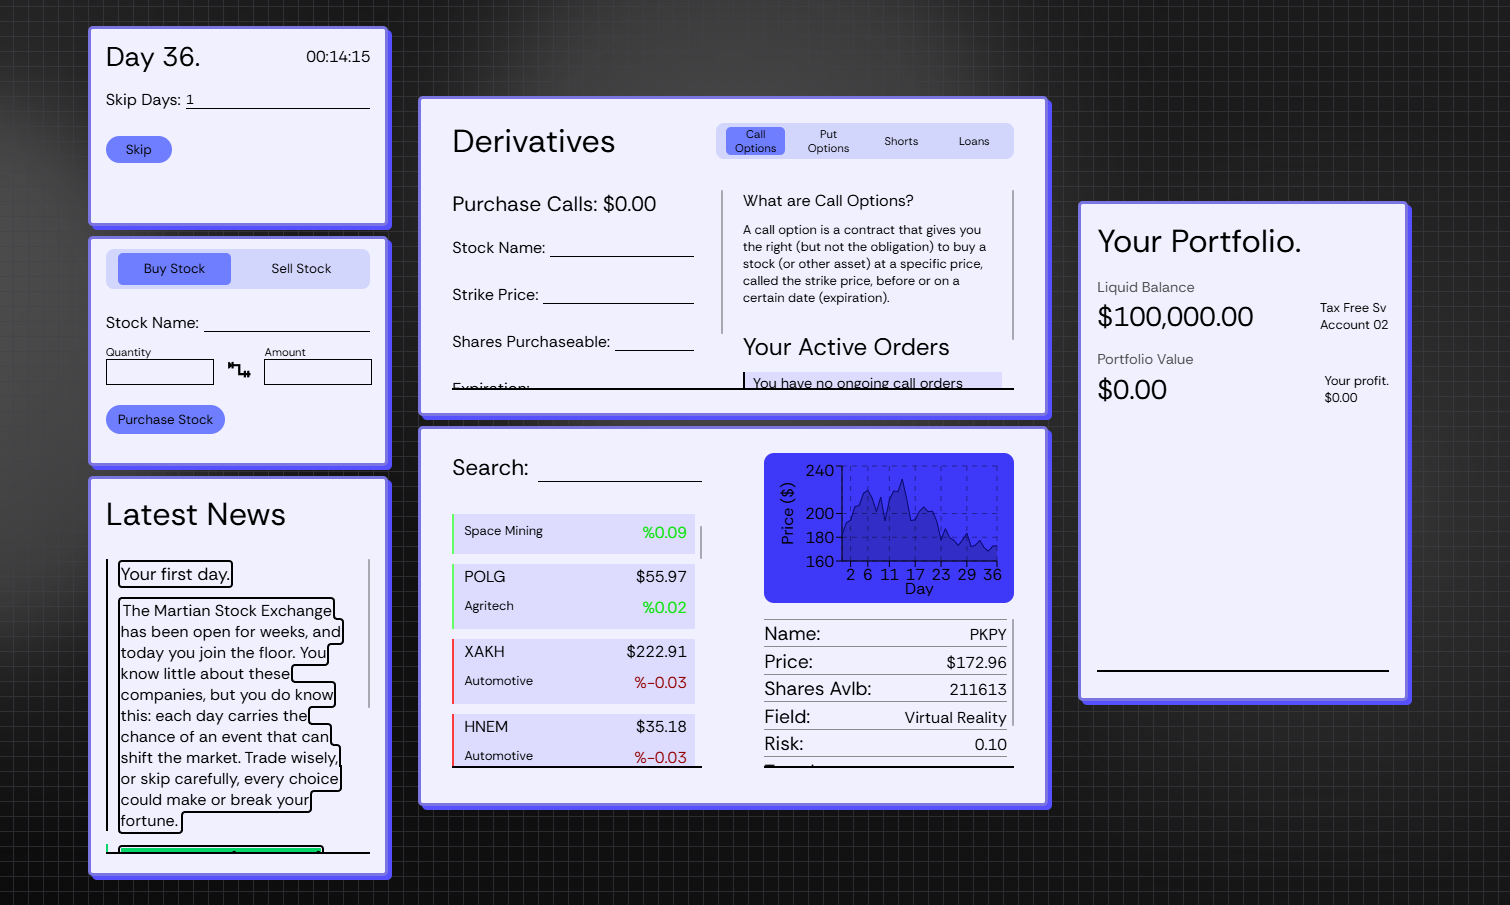 Day 36.
00:14:15
Skip Days: 1
Skip
Buy Stock
Sell Stock
Stock Name:
Quantity
Amount
Purchase Stock
Latest News
Your first day.
The Martian Stock Exchange
has been open for weeks, and
today you join the floor. You
know little about these
companies, but you do know
this: each day carries the
chance of an event that can
shift the market. Trade wisely,
or skip carefully, every choice
could make or break your
fortune.
Derivatives
Call
Options
Put
Options
Shorts
Loans
Purchase Calls: $0.00
Stock Name:
Strike Price:
Shares Purchaseable:
Expiration:
What are Call Options?
A call option is a contract that gives you
the right (but not the obligation) to buy a
stock (or other asset) at a specific price,
called the strike price, before or on a
certain date (expiration).
Your Active Orders
You have no ongoing call orders
Search:
Space Mining
%0.09
POLG
$55.97
Agritech
%0.02
XAKH
$222.91
Automotive
%-0.03
HNEM
$35.18
Automotive
%-0.03
Price ($)
240
200
180
160
2 6 11 17 23 29 36
Day
Name: PKPY
Price: $172.96
Shares Avlb: 211613
Field: Virtual Reality
Risk: 0.10
Your Portfolio.
Liquid Balance
$100,000.00
Tax Free Sv
Account 02
Portfolio Value
$0.00
Your profit.
$0.00